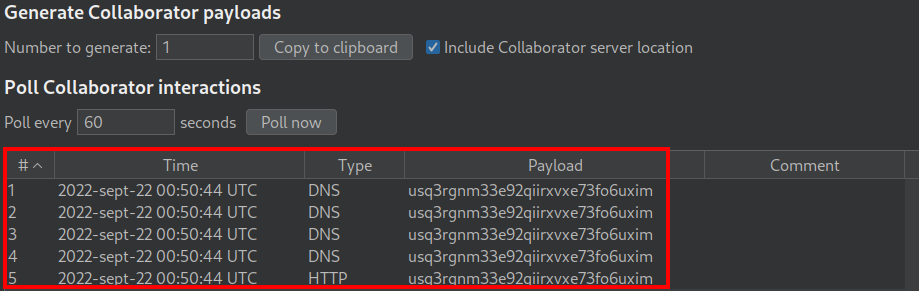 Generate Collaborator payloads
Number to generate: 1 Copy to clipboard Include Collaborator server location
Poll Collaborator interactions
Poll every 60 seconds Poll now
# Time Type Payload Comment
1 2022-sept-22 00:50:44 UTC DNS usq3rgnm33e92qiirxvxe73fo6uxim
2 2022-sept-22 00:50:44 UTC DNS usq3rgnm33e92qiirxvxe73fo6uxim
3 2022-sept-22 00:50:44 UTC DNS usq3rgnm33e92qiirxvxe73fo6uxim
4 2022-sept-22 00:50:44 UTC DNS usq3rgnm33e92qiirxvxe73fo6uxim
5 2022-sept-22 00:50:44 UTC HTTP usq3rgnm33e92qiirxvxe73fo6uxim